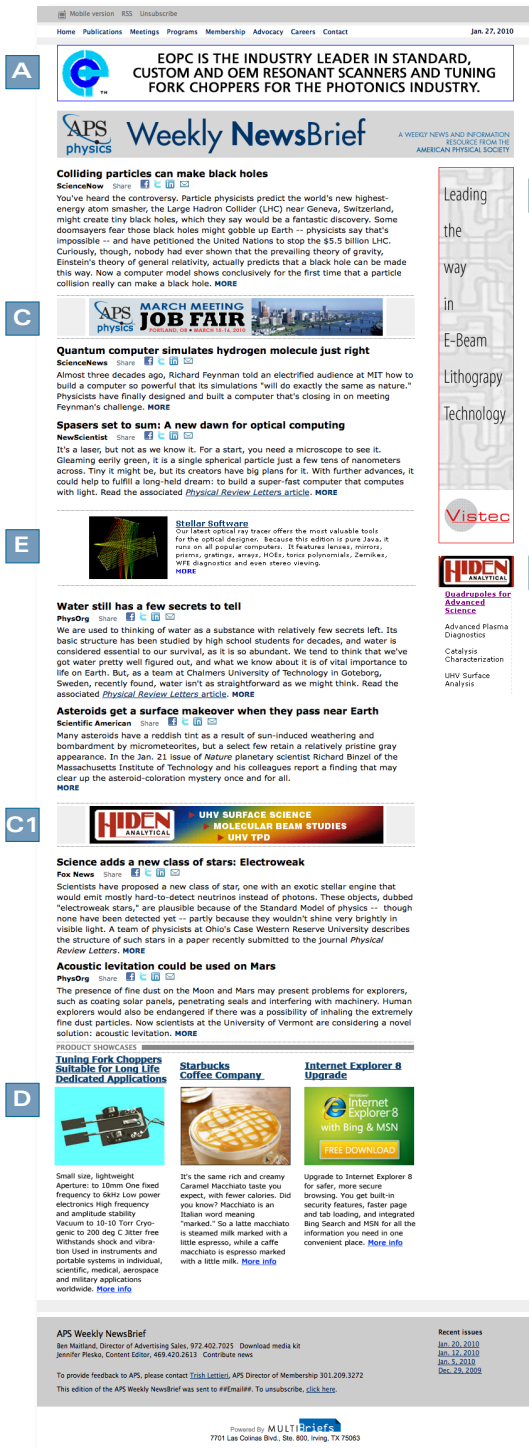 Mobile version RSS Unsubscribe
Home Publications Meetings Programs Membership Advocacy Careers Contact Jan. 27, 2010
A
EOPC IS THE INDUSTRY LEADER IN STANDARD,
CUSTOM AND OEM RESONANT SCANNERS AND TUNING
FORK CHOPPERS FOR THE PHOTONICS INDUSTRY.
TM
APS
physics
Weekly NewsBrief
A WEEKLY NEWS AND INFORMATION
RESOURCE FROM THE
AMERICAN PHYSICAL SOCIETY
Colliding particles can make black holes
ScienceNow Share
You've heard the controversy. Particle physicists predict the world's new highest-
energy atom smasher, the Large Hadron Collider (LHC) near Geneva, Switzerland,
might create tiny black holes, which they say would be a fantastic discovery. Some
doomsayers fear those black holes might gobble up Earth -- physicists say that's
impossible -- and have petitioned the United Nations to stop the $5.5 billion LHC.
Curiously, though, nobody had ever shown that the prevailing theory of gravity,
Einstein's theory of general relativity, actually predicts that a black hole can be made
this way. Now a computer model shows conclusively for the first time that a particle
collision really can make a black hole. MORE
C
APS
physics
MARCH MEETING
JOB FAIR
PORTLAND, OR • MARCH 15-16, 2010
Quantum computer simulates hydrogen molecule just right
ScienceNews Share
Almost three decades ago, Richard Feynman told an electrified audience at MIT how to
build a computer so powerful that its simulations "will do exactly the same as nature."
Physicists have finally designed and built a computer that's closing in on meeting
Feynman's challenge. MORE
Spasers set to sum: A new dawn for optical computing
NewScientist Share
It's a laser, but not as we know it. For a start, you need a microscope to see it.
Gleaming eerily green, it is a single spherical particle just a few tens of nanometers
across. Tiny it might be, but its creators have big plans for it. With further advances, it
could help to fulfill a long-held dream: to build a super-fast computer that computes
with light. Read the associated Physical Review Letters article. MORE
E
Stellar Software
Our latest optical ray tracer offers the most valuable tools
for the optical designer. Because this edition is pure Java, it
runs on all popular computers. It features lenses, mirrors,
prisms, gratings, arrays, HOEs, torics polynomials, Zernikes,
WFE diagnostics and even stereo viewing.
MORE
Water still has a few secrets to tell
PhysOrg Share
We are used to thinking of water as a substance with relatively few secrets left. Its
basic structure has been studied by high school students for decades, and water is
considered essential to our survival, as it is so abundant. We tend to think that we've
got water pretty well figured out, and what we know about it is of vital importance to
life on Earth. But, as a team at Chalmers University of Technology in Goteborg,
Sweden, recently found, water isn't as straightforward as we might think. Read the
associated Physical Review Letters article. MORE
Asteroids get a surface makeover when they pass near Earth
Scientific American Share
Many asteroids have a reddish tint as a result of sun-induced weathering and
bombardment by micrometeorites, but a select few retain a relatively pristine gray
appearance. In the Jan. 21 issue of Nature planetary scientist Richard Binzel of the
Massachusetts Institute of Technology and his colleagues report a finding that may
clear up the asteroid-coloration mystery once and for all.
MORE
C1
HIDEN
ANALYTICAL
UHV SURFACE SCIENCE
MOLECULAR BEAM STUDIES
UHV TPD
Science adds a new class of stars: Electroweak
Fox News Share
Scientists have proposed a new class of star, one with an exotic stellar engine that
would emit mostly hard-to-detect neutrinos instead of photons. These objects, dubbed
"electroweak stars," are plausible because of the Standard Model of physics -- though
none have been detected yet -- partly because they wouldn't shine very brightly in
visible light. A team of physicists at Ohio's Case Western Reserve University describes
the structure of such stars in a paper recently submitted to the journal Physical
Review Letters. MORE
Acoustic levitation could be used on Mars
PhysOrg Share
The presence of fine dust on the Moon and Mars may present problems for explorers,
such as coating solar panels, penetrating seals and interfering with machinery. Human
explorers would also be endangered if there was a possibility of inhaling the extremely
fine dust particles. Now scientists at the University of Vermont are considering a novel
solution: acoustic levitation. MORE
Leading
the
way
in
E-Beam
Lithograpy
Technology
Vistec
HIDEN
ANALYTICAL
Quadrupoles for
Advanced
Science
Advanced Plasma
Diagnostics
Catalysis
Characterization
UHV Surface
Analysis
PRODUCT SHOWCASES
D
Tuning Fork Choppers
Suitable for Long Life
Dedicated Applications
Small size, lightweight
Aperture: to 10mm One fixed
frequency to 6kHz Low power
electronics High frequency
and amplitude stability
Vacuum to 10-10 Torr Cryo-
genic to 200 deg C Jitter free
Withstands shock and vibra-
tion Used in instruments and
portable systems in individual,
scientific, medical, aerospace
and military applications
worldwide. More info
Starbucks
Coffee Company
It's the same rich and creamy
Caramel Macchiato taste you
expect, with fewer calories. Did
you know? Macchiato is an
Italian word meaning
"marked." So a latte macchiato
is steamed milk marked with a
little espresso, while a caffe
macchiato is espresso marked
with a little milk. More info
Internet Explorer 8
Upgrade
Windows
Internet
Explorer 8
with Bing & MSN
FREE DOWNLOAD
Upgrade to Internet Explorer 8
for safer, more secure
browsing. You get built-in
security features, faster page
and tab loading, and integrated
Bing Search and MSN for all the
information you need in one
convenient place. More info
APS Weekly NewsBrief
Ben Maitland, Director of Advertising Sales, 972.402.7025 Download media kit
Jennifer Plesko, Content Editor, 469.420.2613 Contribute news
To provide feedback to APS, please contact Trish Lettieri, APS Director of Membership 301.209.3272
This edition of the APS Weekly NewsBrief was sent to ##Email##. To unsubscribe, click here.
Recent issues
Jan. 20, 2010
Jan. 12, 2010
Jan. 5, 2010
Dec. 29, 2009
Powered By MULTIBriefs
7701 Las Colinas Blvd., Ste. 800, Irving, TX 75063